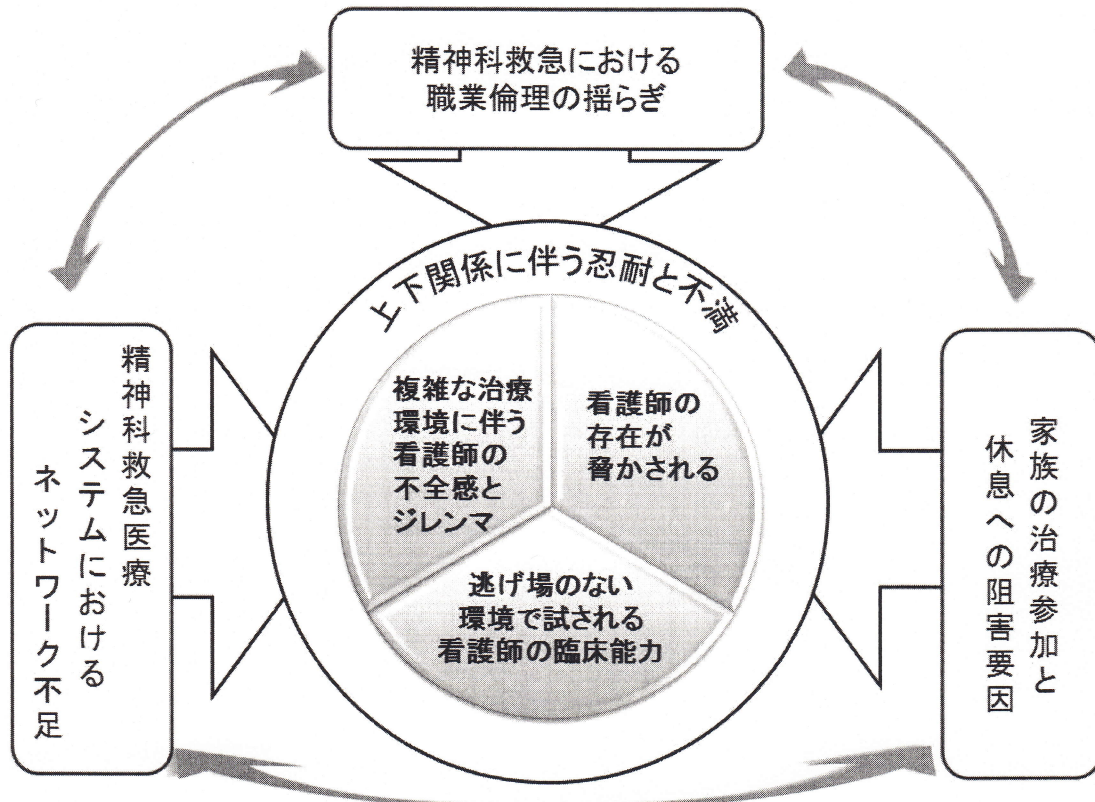 精神科救急における
職業倫理の揺らぎ
上下関係に伴う忍耐と不満
精神科救急医療
システムにおける
ネットワーク不足
複雑な治療
環境に伴う
看護師の
不全感と
ジレンマ
看護師の
存在が
脅かされる
逃げ場のない
環境で試される
看護師の臨床能力
家族の治療参加と
休息への阻害要因